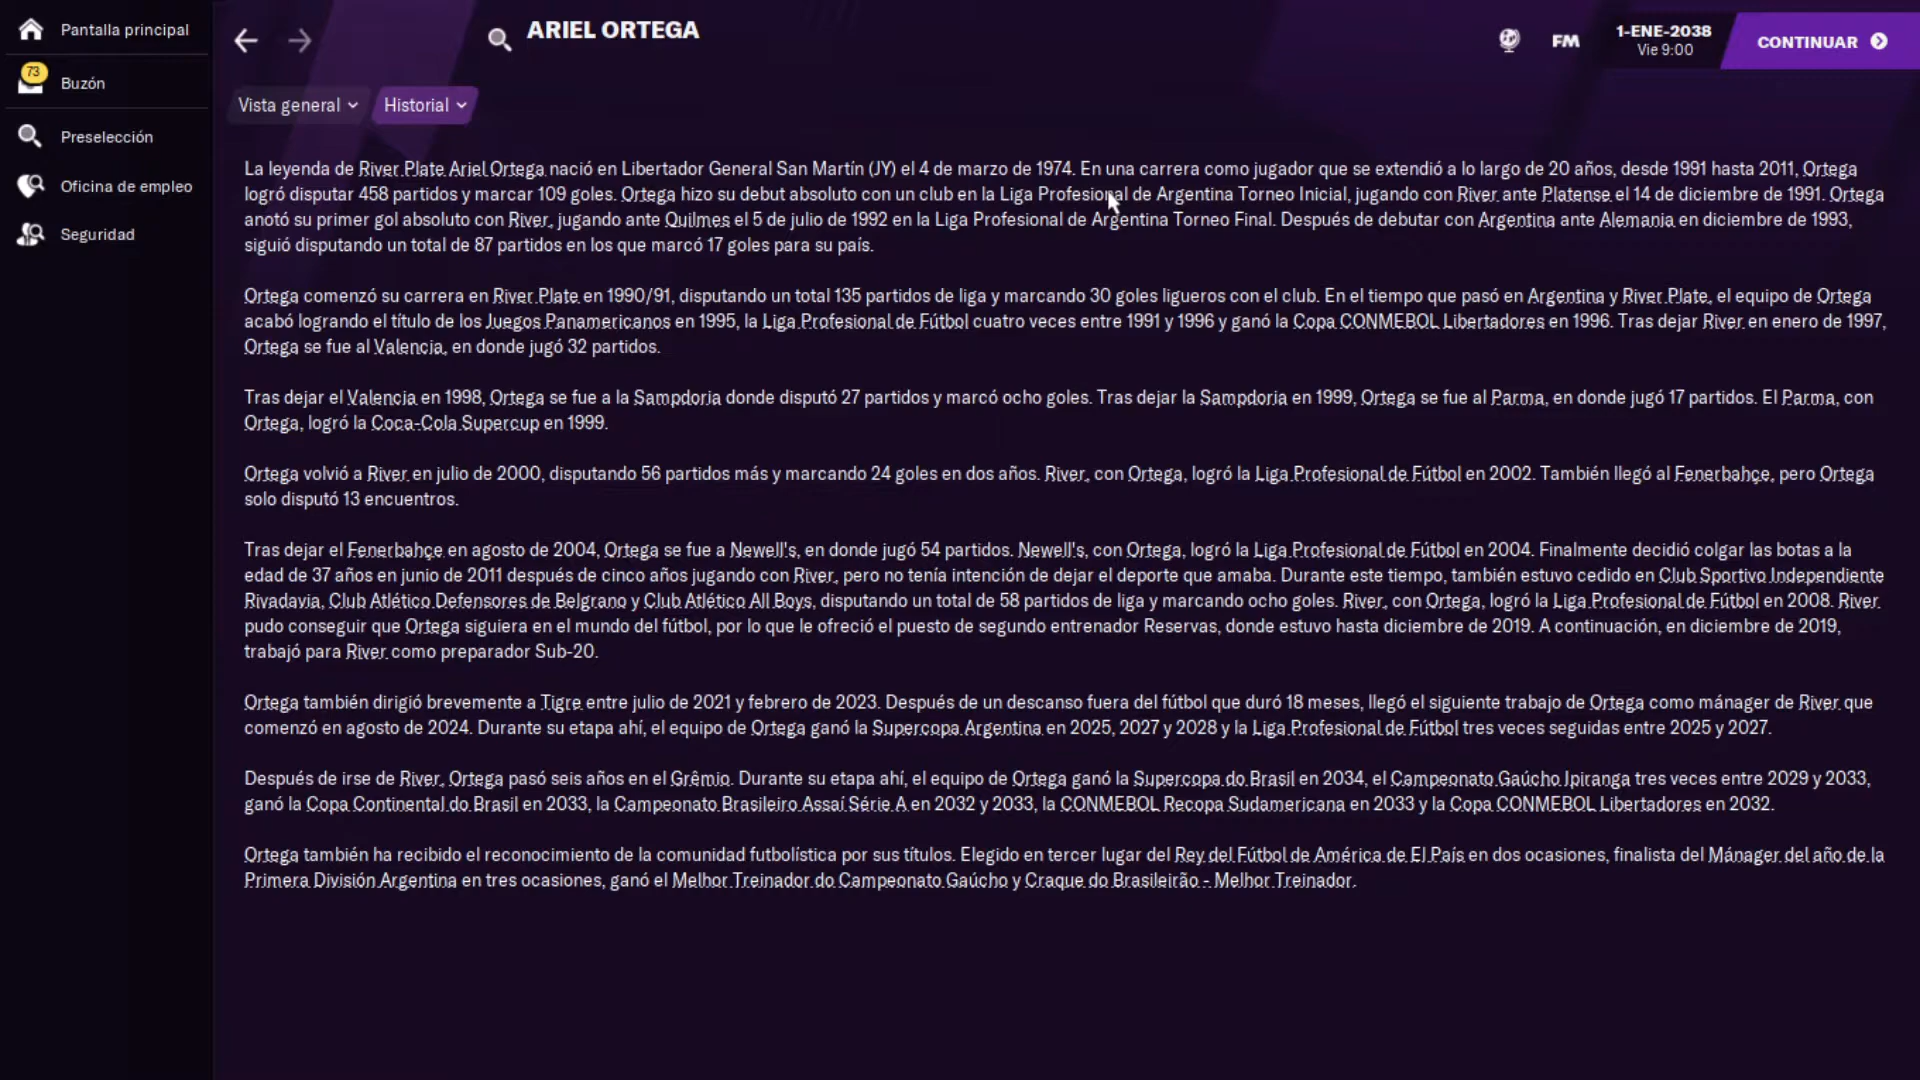 Pantalla principal
73
Buzón
Preselección
Oficina de empleo
Seguridad
ARIEL ORTEGA
FM
1-ENE-2038
Vie 9:00
CONTINUAR
Vista general
Historial
La leyenda de River Plate Ariel Ortega nació en Libertador General San Martín (JY) el 4 de marzo de 1974. En una carrera como jugador que se extendió a lo largo de 20 años, desde 1991 hasta 2011, Ortega
logró disputar 458 partidos y marcar 109 goles. Ortega hizo su debut absoluto con un club en la Liga Profesional de Argentina Torneo Inicial, jugando con River ante Platense el 14 de diciembre de 1991. Ortega
anotó su primer gol absoluto con River, jugando ante Quilmes el 5 de julio de 1992 en la Liga Profesional de Argentina Torneo Final. Después de debutar con Argentina ante Alemania en diciembre de 1993,
siguió disputando un total de 87 partidos en los que marcó 17 goles para su país.
Ortega comenzó su carrera en River Plate en 1990/91, disputando un total 135 partidos de liga y marcando 30 goles ligueros con el club. En el tiempo que pasó en Argentina y River Plate, el equipo de Ortega
acabó logrando el título de los Juegos Panamericanos en 1995, la Liga Profesional de Fútbol cuatro veces entre 1991 y 1996 y ganó la Copa CONMEBOL Libertadores en 1996. Tras dejar River en enero de 1997,
Ortega se fue al Valencia, en donde jugó 32 partidos.
Tras dejar el Valencia en 1998, Ortega se fue a la Sampdoria donde disputó 27 partidos y marcó ocho goles. Tras dejar la Sampdoria en 1999, Ortega se fue al Parma, en donde jugó 17 partidos. El Parma, con
Ortega, logró la Coca-Cola Supercup en 1999.
Ortega volvió a River en julio de 2000, disputando 56 partidos más y marcando 24 goles en dos años. River, con Ortega, logró la Liga Profesional de Fútbol en 2002. También llegó al Fenerbahçe, pero Ortega
solo disputó 13 encuentros.
Tras dejar el Fenerbahçe en agosto de 2004, Ortega se fue a Newell's, en donde jugó 54 partidos. Newell's, con Ortega, logró la Liga Profesional de Fútbol en 2004. Finalmente decidió colgar las botas a la
edad de 37 años en junio de 2011 después de cinco años jugando con River, pero no tenía intención de dejar el deporte que amaba. Durante este tiempo, también estuvo cedido en Club Sportivo Independiente
Rivadavia, Club Atlético Defensores de Belgrano y Club Atlético All Boys, disputando un total de 58 partidos de liga y marcando ocho goles. River, con Ortega, logró la Liga Profesional de Fútbol en 2008. River
pudo conseguir que Ortega siguiera en el mundo del fútbol, por lo que le ofreció el puesto de segundo entrenador Reservas, donde estuvo hasta diciembre de 2019. A continuación, en diciembre de 2019,
trabajó para River como preparador Sub-20.
Ortega también dirigió brevemente a Tigre entre julio de 2021 y febrero de 2023. Después de un descanso fuera del fútbol que duró 18 meses, llegó el siguiente trabajo de Ortega como mánager de River que
comenzó en agosto de 2024. Durante su etapa ahí, el equipo de Ortega ganó la Supercopa Argentina en 2025, 2027 y 2028 y la Liga Profesional de Fútbol tres veces seguidas entre 2025 y 2027.
Después de irse de River, Ortega pasó seis años en el Grêmio. Durante su etapa ahí, el equipo de Ortega ganó la Supercopa do Brasil en 2034, el Campeonato Gaúcho Ipiranga tres veces entre 2029 y 2033,
ganó la Copa Continental do Brasil en 2033, la Campeonato Brasileiro Assaí Série A en 2032 y 2033, la CONMEBOL Recopa Sudamericana en 2033 y la Copa CONMEBOL Libertadores en 2032.
Ortega también ha recibido el reconocimiento de la comunidad futbolística por sus títulos. Elegido en tercer lugar del Rey del Fútbol de América de El País en dos ocasiones, finalista del Mánager del año de la
Primera División Argentina en tres ocasiones, ganó el Melhor Treinador do Campeonato Gaúcho y Craque do Brasileirão - Melhor Treinador.